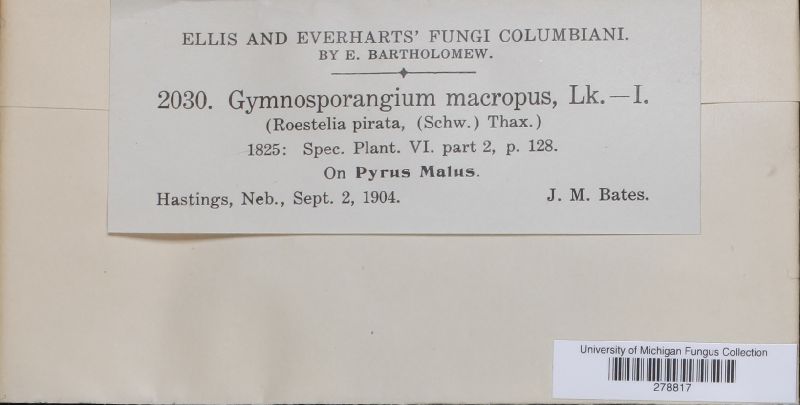 ELLIS AND EVERHARTS' FUNGI COLUMBIANI.
BY E. BARTHOLOMEW.
2030. Gymnosporangium macropus, Lk.—I.
(Roestelia pirata, (Schw.) Thax.)
1825: Spec. Plant. VI. part 2, p. 128.
On Pyrus Malus.
Hastings, Neb., Sept. 2, 1904. J. M. Bates.
University of Michigan Fungus Collection
278817